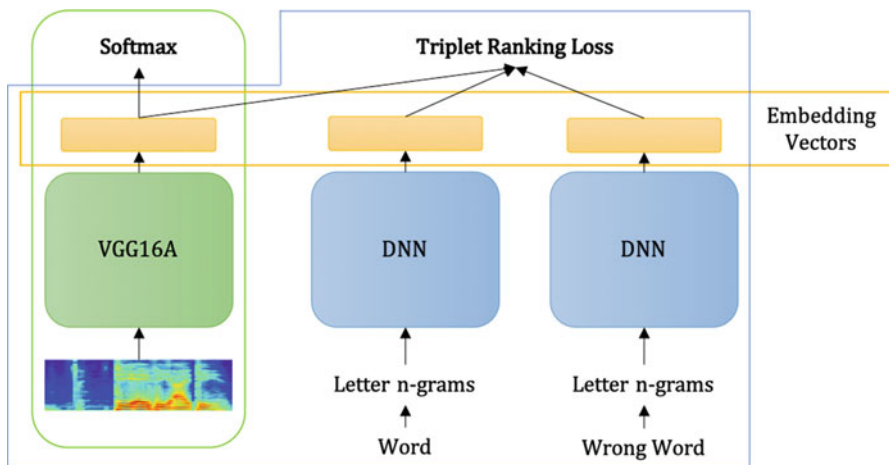 Softmax
Triplet Ranking Loss
Embedding
Vectors
VGG16A
DNN
DNN
Letter n-grams
Letter n-grams
Word
Wrong Word